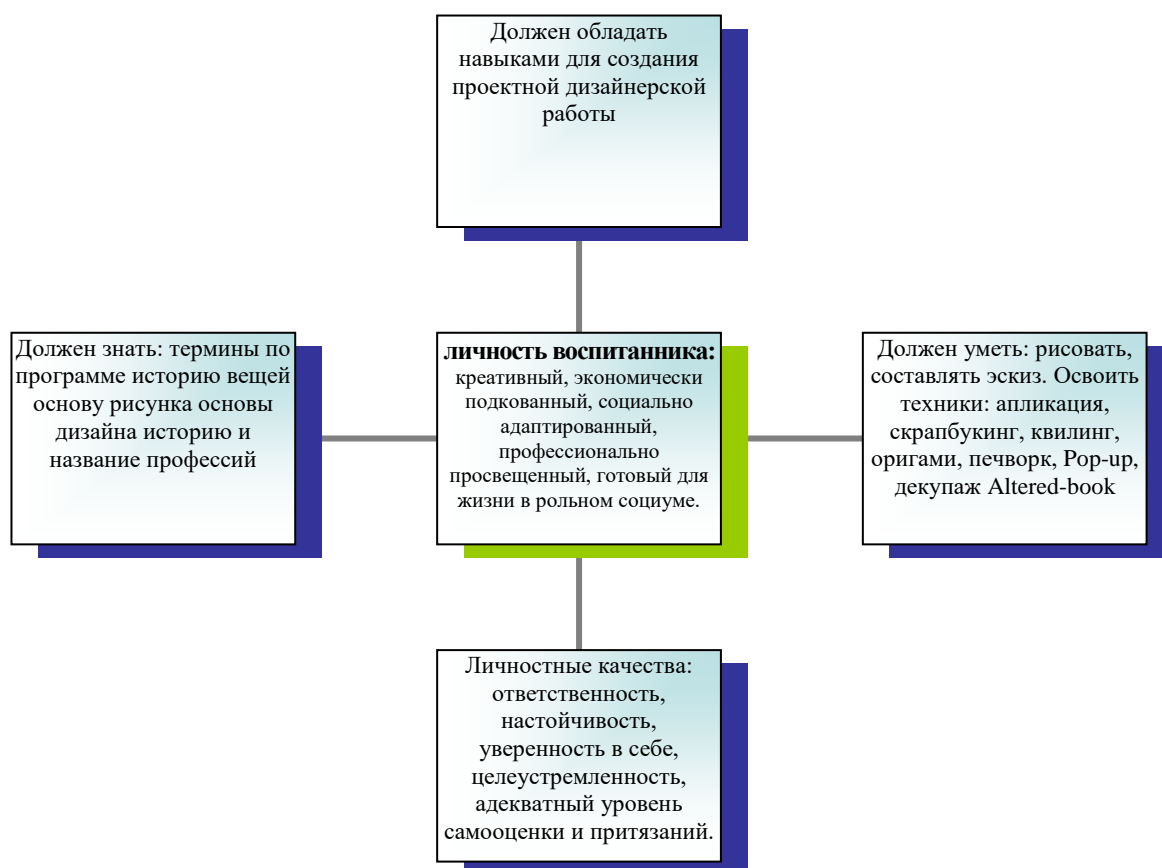 Должен обладать
навыками для создания
проектной дизайнерской
работы
Должен знать: термины по
программе историю вещей
основу рисунка основы
дизайна историю и
название профессий
личность воспитанника:
креативный, экономически
подкованный, социально
адаптированный,
профессионально
просвещенный, готовый для
жизни в рольном социуме.
Должен уметь: рисовать,
составлять эскиз. Освоить
техники: апликация,
скрапбукинг, квилинг,
оригами, печворк, Pop-up,
декупаж Altered-book
Личностные качества:
ответственность,
настойчивость,
уверенность в себе,
целеустремленность,
адекватный уровень
самооценки и притязаний.